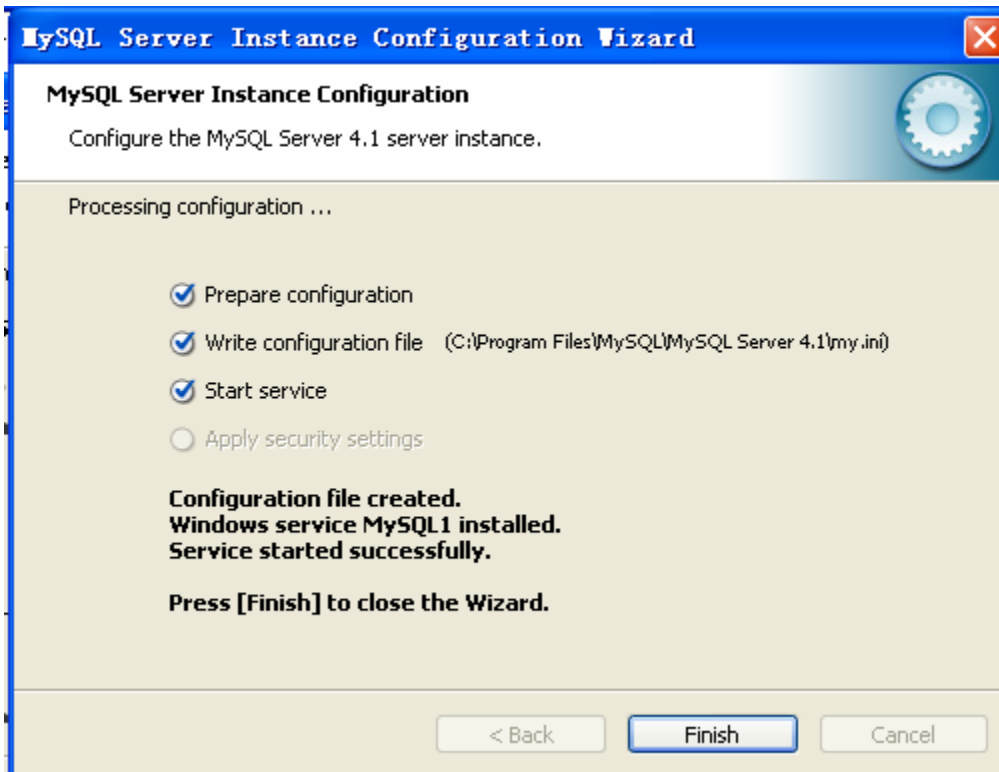 MySQL Server Instance Configuration Wizard
MySQL Server Instance Configuration
Configure the MySQL Server 4.1 server instance.
Processing configuration ...
Prepare configuration
Write configuration file (C:\Program Files\MySQL\MySQL Server 4.1\my.ini)
Start service
Apply security settings
Configuration file created.
Windows service MySQL1 installed.
Service started successfully.
Press [Finish] to close the Wizard.
< Back Finish Cancel